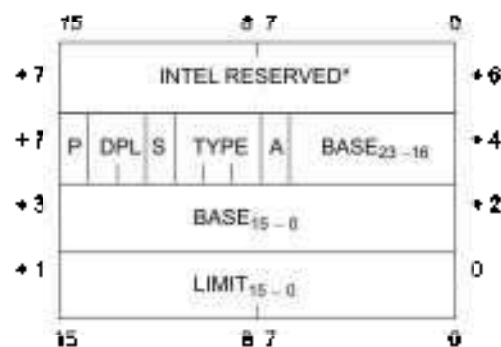 15 8 7 0
+7 INTEL RESERVED* +6
+7 P DPL S TYPE A BASE23–16 +4
+3 BASE15–0 +2
+1 LIMIT15–0 0
15 8 7 0